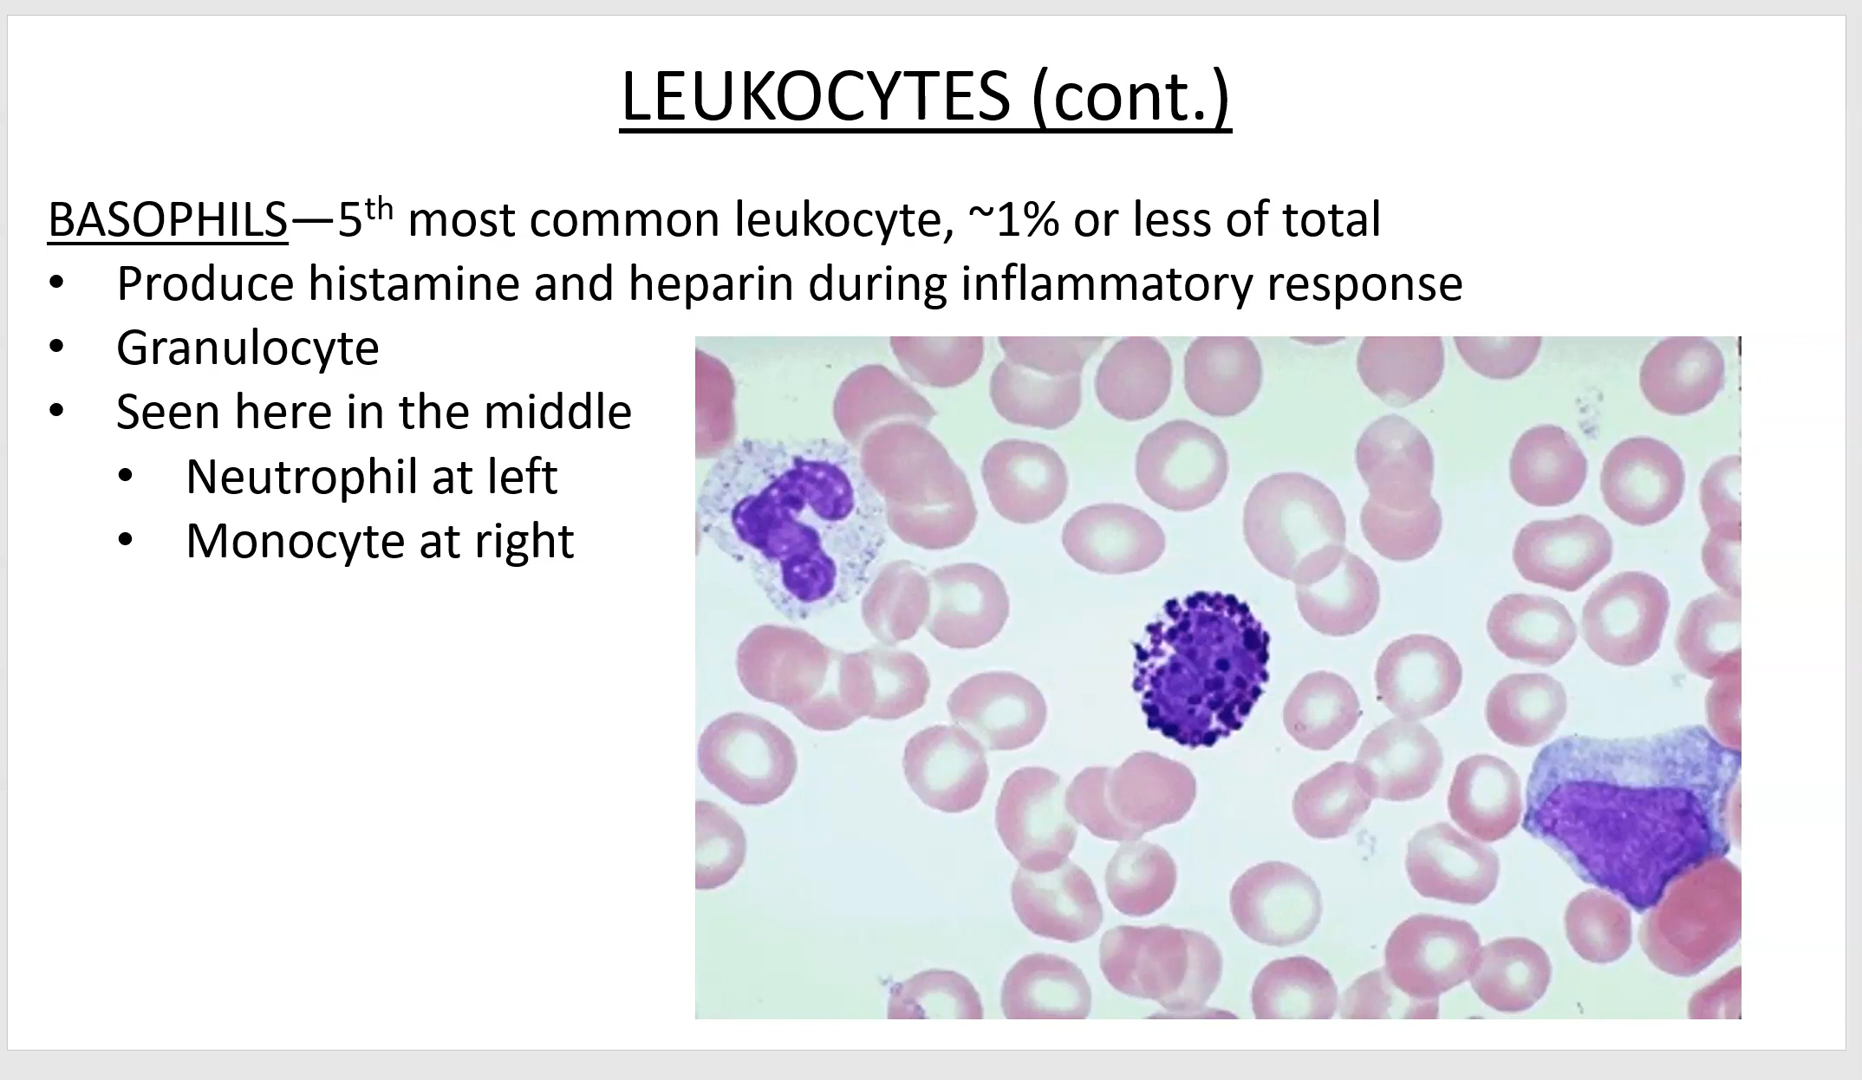 LEUKOCYTES (cont.)
BASOPHILS—5th most common leukocyte, ~1% or less of total
• Produce histamine and heparin during inflammatory response
• Granulocyte
• Seen here in the middle
• Neutrophil at left
• Monocyte at right